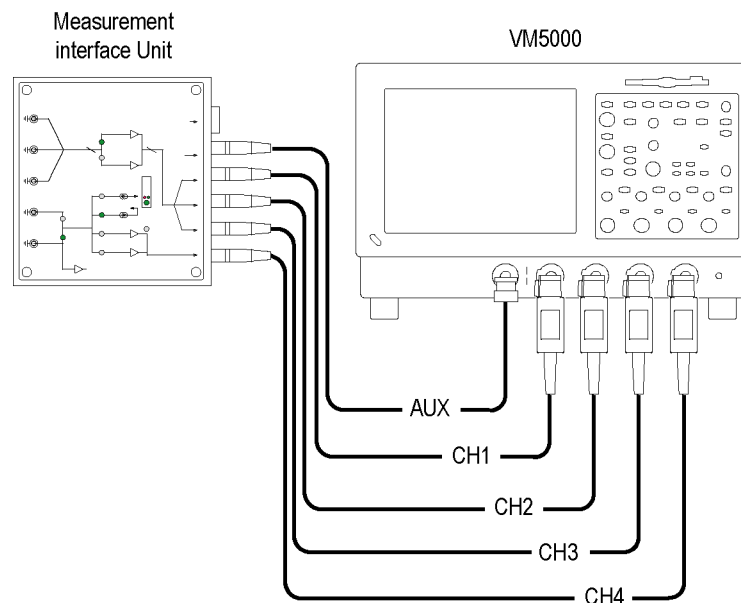 Measurement
interface Unit
VM5000
AUX
CH1
CH2
CH3
CH4